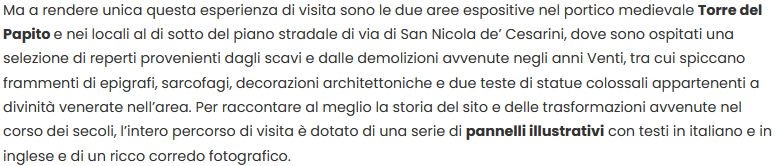 Ma a rendere unica questa esperienza di visita sono le due aree espositive nel portico medievale Torre del
Papito e nei locali al di sotto del piano stradale di via di San Nicola de’ Cesarini, dove sono ospitati una
selezione di reperti provenienti dagli scavi e dalle demolizioni avvenute negli anni Venti, tra cui spiccano
frammenti di epigrafi, sarcofagi, decorazioni architettoniche e due teste di statue colossali appartenenti a
divinità venerate nell’area. Per raccontare al meglio la storia del sito e delle trasformazioni avvenute nel
corso dei secoli, l’intero percorso di visita è dotato di una serie di pannelli illustrativi con testi in italiano e in
inglese e di un ricco corredo fotografico.